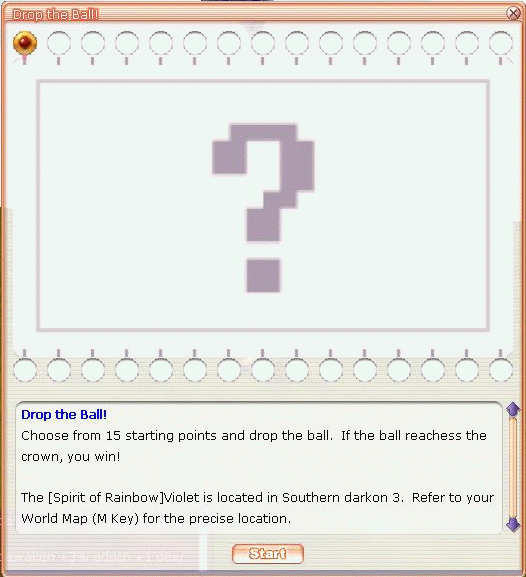 Drop the Ball!
Drop the Ball!
Choose from 15 starting points and drop the ball. If the ball reachess the
crown, you win!
The [Spirit of Rainbow]Violet is located in Southern darkon 3. Refer to your
World Map (M Key) for the precise location.
Start